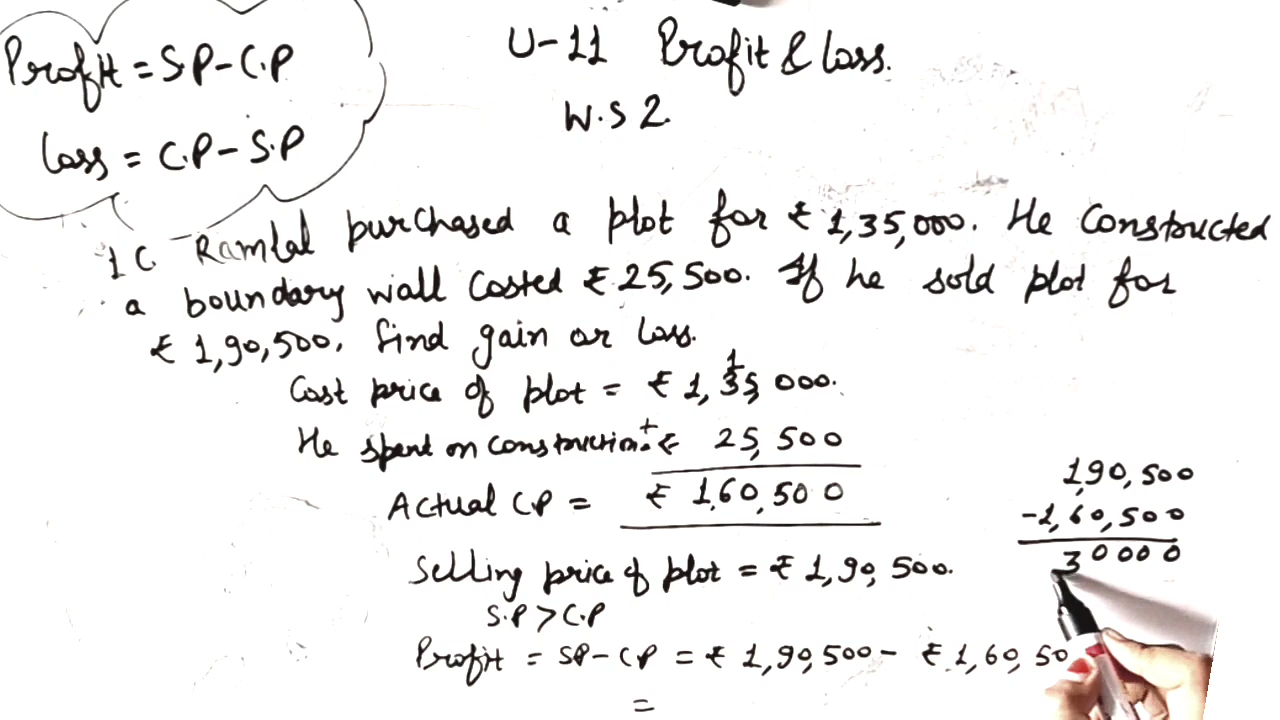 Profit = S.P - C.P
Loss = C.P - S.P
U-11 Profit & Loss.
W.S 2.
1 C. Ramlal purchased a plot for ₹ 1,35,000. He Constructed
a boundary wall Costed ₹ 25,500. If he sold plot for
₹ 1,90,500. find gain or loss.
Cost price of plot = ₹ 1,35,000.
1
He spent on construction = + ₹ 25,500
Actual C.P = ₹ 1,60,500
1,90,500
-1,60,500
30000
Selling price of plot = ₹ 1,90,500.
S.P > C.P
Profit = SP - CP = ₹ 1,90,500 - ₹ 1,60,50
=